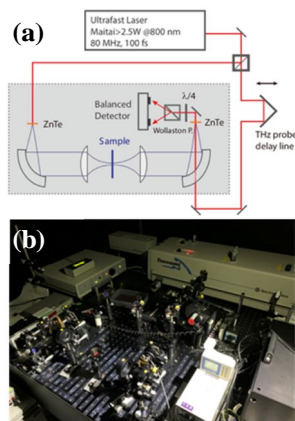 (a)
Ultrafast Laser
Maitai>2.5W @800 nm
80 MHz, 100 fs
Balanced
Detector
λ/4
ZnTe
ZnTe
Wollaston P.
Sample
THz probe
delay line
(b)